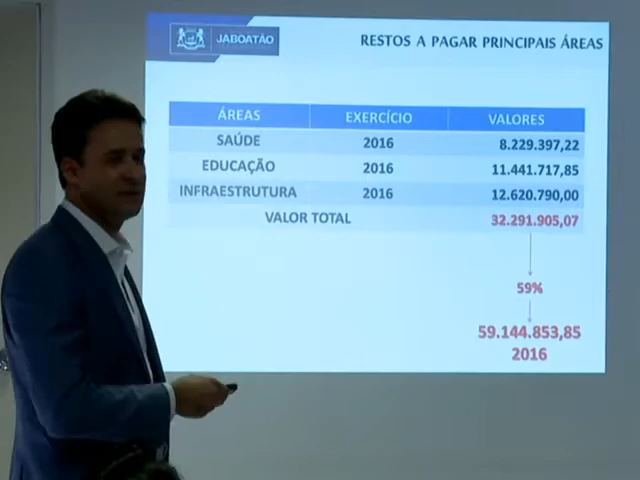 JABOATÃO
RESTOS A PAGAR PRINCIPAIS ÁREAS
ÁREAS EXERCÍCIO VALORES
SAÚDE 2016 8.229.397,22
EDUCAÇÃO 2016 11.441.717,85
INFRAESTRUTURA 2016 12.620.790,00
VALOR TOTAL 32.291.905,07
59%
59.144.853,85
2016